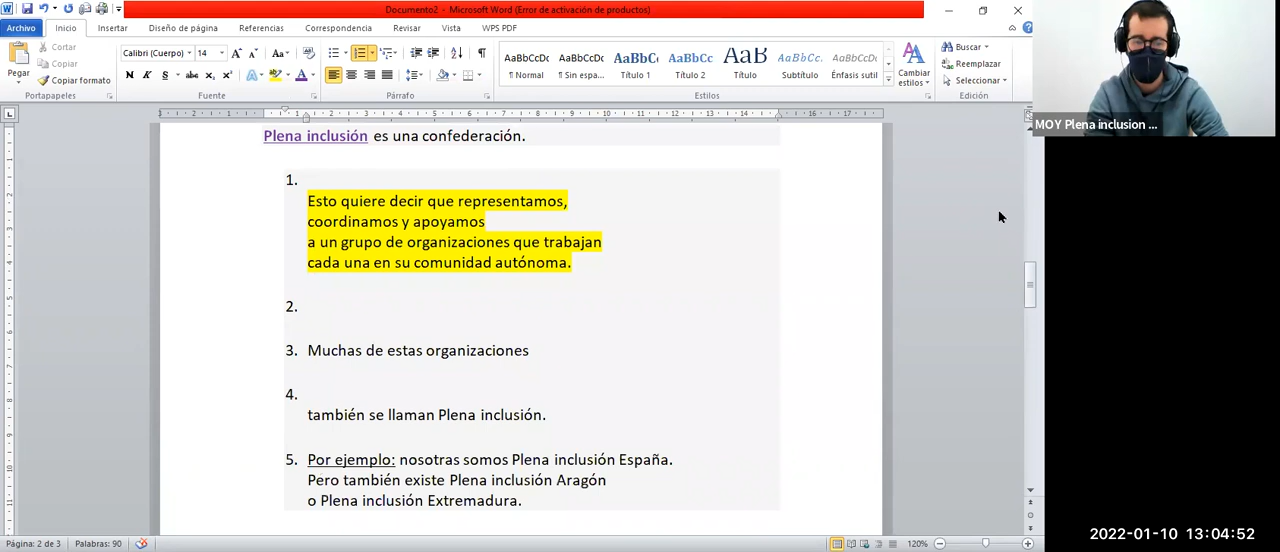 Documento2 - Microsoft Word (Error de activación de productos)
Archivo Inicio Insertar Diseño de página Referencias Correspondencia Revisar Vista WPS PDF
Cortar
Copiar
Copiar formato
Pegar
Portapapeles
Calibri (Cuerpo) 14
Fuente
Párrafo
AaBbCcDc AaBbCcDc AaBbC AaBbCc AaB AaBbCc. AaBbCcDc
¶ Normal ¶ Sin espa... Título 1 Título 2 Título Subtítulo Énfasis sutil
Estilos
Cambiar estilos
Buscar
Reemplazar
Seleccionar
Edición
MOY Plena inclusion ...
Plena inclusión es una confederación.
1.
Esto quiere decir que representamos,
coordinamos y apoyamos
a un grupo de organizaciones que trabajan
cada una en su comunidad autónoma.
2.
3. Muchas de estas organizaciones
4.
también se llaman Plena inclusión.
5. Por ejemplo: nosotras somos Plena inclusión España.
Pero también existe Plena inclusión Aragón
o Plena inclusión Extremadura.
Página: 2 de 3 Palabras: 90 120%
2022-01-10 13:04:52